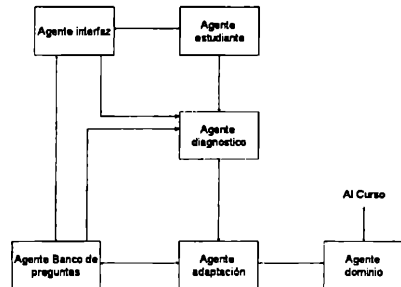 Agente interfaz
Agente
estudiante
Agente
diagnostico
Al Curso
Agente Banco de
preguntas
Agente
adaptación
Agente
dominio